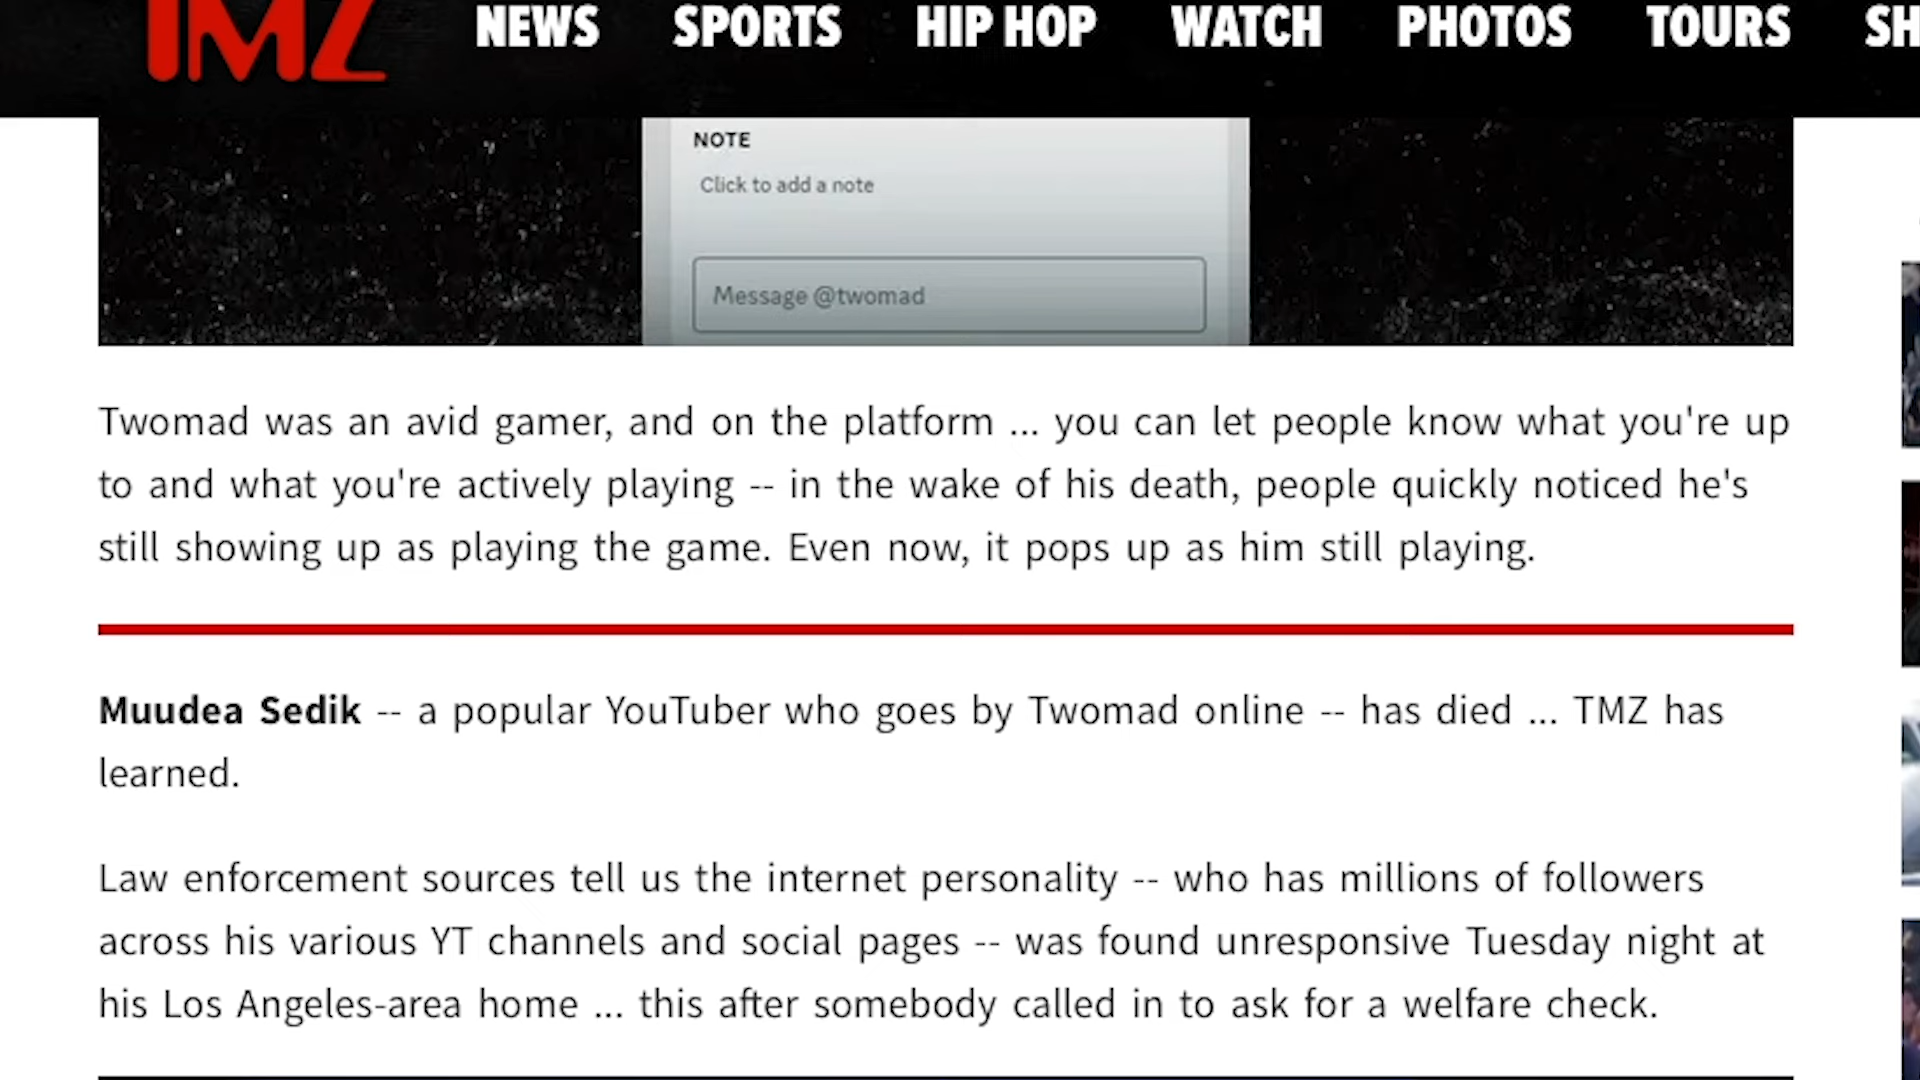 TMZ NEWS SPORTS HIP HOP WATCH PHOTOS TOURS SH
NOTE
Click to add a note
Message @twomad
Twomad was an avid gamer, and on the platform ... you can let people know what you're up
to and what you're actively playing -- in the wake of his death, people quickly noticed he's
still showing up as playing the game. Even now, it pops up as him still playing.
Muudea Sedik -- a popular YouTuber who goes by Twomad online -- has died ... TMZ has
learned.
Law enforcement sources tell us the internet personality -- who has millions of followers
across his various YT channels and social pages -- was found unresponsive Tuesday night at
his Los Angeles-area home ... this after somebody called in to ask for a welfare check.